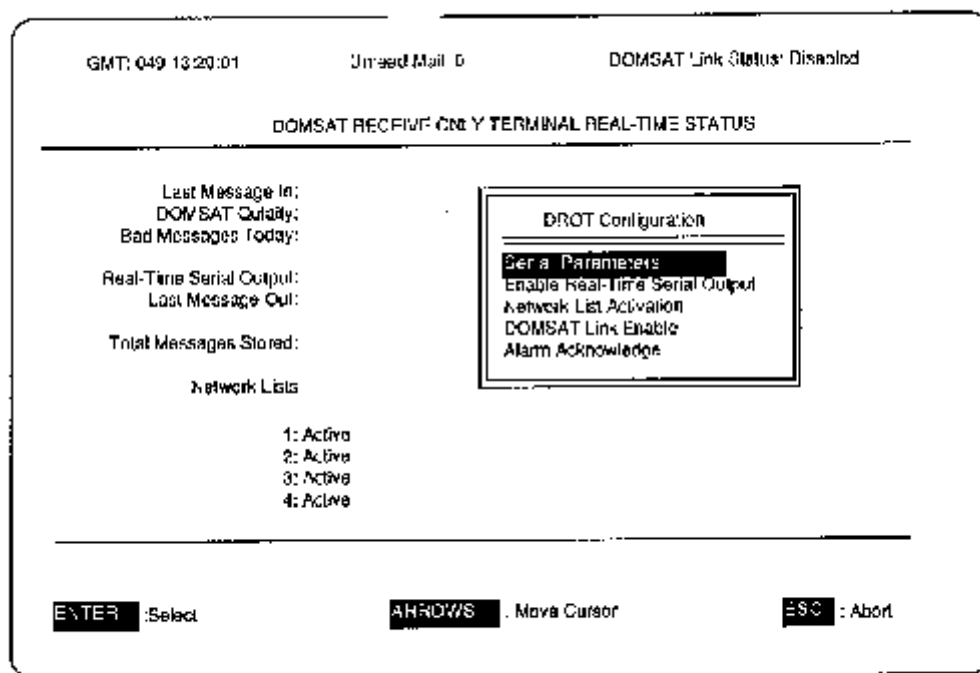 GMT: 049 13:20:01 Unread Mail: 0 DOMSAT Link Status: Disabled
DOMSAT RECEIVE ONLY TERMINAL REAL-TIME STATUS
Last Message In:
DOMSAT Qulaity:
Bad Messages Today:
Real-Time Serial Output:
Last Message Out:
Total Messages Stored:
Network Lists
1: Active
2: Active
3: Active
4: Active
DROT Configuration
Serial Parameters
Enable Real-Time Serial Output
Network List Activation
DOMSAT Link Enable
Alarm Acknowledge
ENTER :Select ARROWS : Move Cursor ESC : Abort